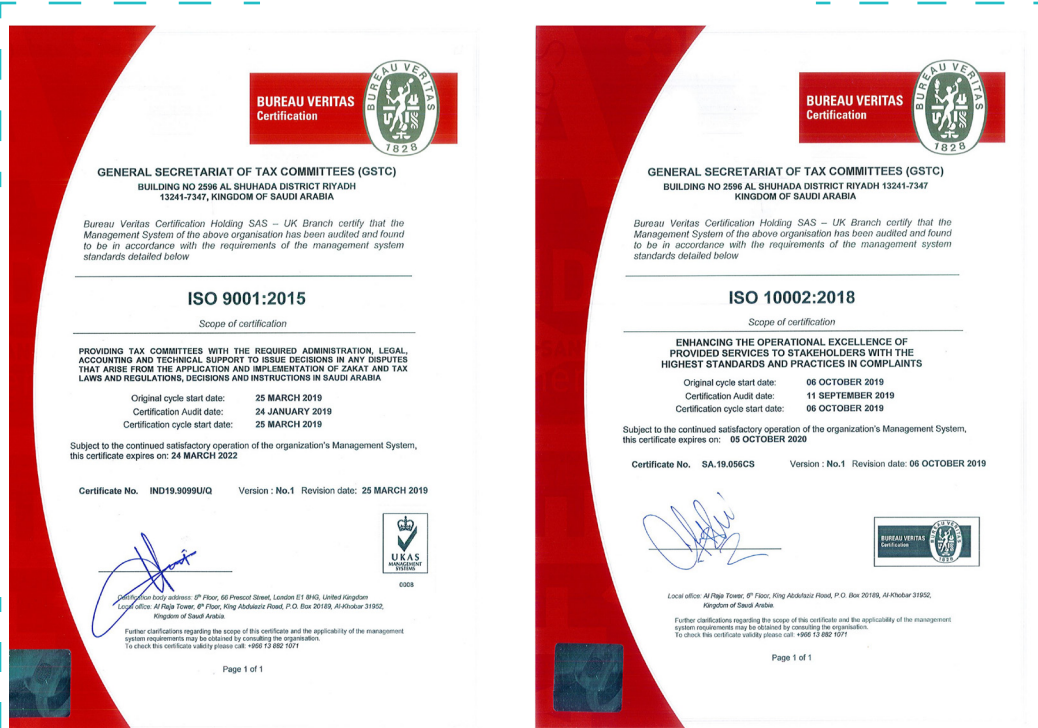 BUREAU VERITAS
Certification
BUREAU VERITAS
1828
GENERAL SECRETARIAT OF TAX COMMITTEES (GSTC)
BUILDING NO 2596 AL SHUHADA DISTRICT RIYADH
13241-7347, KINGDOM OF SAUDI ARABIA
Bureau Veritas Certification Holding SAS – UK Branch certify that the
Management System of the above organisation has been audited and found
to be in accordance with the requirements of the management system
standards detailed below
ISO 9001:2015
Scope of certification
PROVIDING TAX COMMITTEES WITH THE REQUIRED ADMINISTRATION, LEGAL,
ACCOUNTING AND TECHNICAL SUPPORT TO ISSUE DECISIONS IN ANY DISPUTES
THAT ARISE FROM THE APPLICATION AND IMPLEMENTATION OF ZAKAT AND TAX
LAWS AND REGULATIONS, DECISIONS AND INSTRUCTIONS IN SAUDI ARABIA
Original cycle start date: 25 MARCH 2019
Certification Audit date: 24 JANUARY 2019
Certification cycle start date: 25 MARCH 2019
Subject to the continued satisfactory operation of the organization's Management System,
this certificate expires on: 24 MARCH 2022
Certificate No. IND19.9099U/Q Version : No.1 Revision date: 25 MARCH 2019
UKAS
MANAGEMENT
SYSTEMS
0008
Certification body address: 5th Floor, 66 Prescot Street, London E1 8HG, United Kingdom
Local office: Al Raja Tower, 6th Floor, King Abdulaziz Road, P.O. Box 20189, Al-Khobar 31952,
Kingdom of Saudi Arabia.
Further clarifications regarding the scope of this certificate and the applicability of the management
system requirements may be obtained by consulting the organisation.
To check this certificate validity please call: +966 13 882 1071
Page 1 of 1
BUREAU VERITAS
Certification
BUREAU VERITAS
1828
GENERAL SECRETARIAT OF TAX COMMITTEES (GSTC)
BUILDING NO 2596 AL SHUHADA DISTRICT RIYADH 13241-7347
KINGDOM OF SAUDI ARABIA
Bureau Veritas Certification Holding SAS – UK Branch certify that the
Management System of the above organisation has been audited and found
to be in accordance with the requirements of the management system
standards detailed below
ISO 10002:2018
Scope of certification
ENHANCING THE OPERATIONAL EXCELLENCE OF
PROVIDED SERVICES TO STAKEHOLDERS WITH THE
HIGHEST STANDARDS AND PRACTICES IN COMPLAINTS
Original cycle start date: 06 OCTOBER 2019
Certification Audit date: 11 SEPTEMBER 2019
Certification cycle start date: 06 OCTOBER 2019
Subject to the continued satisfactory operation of the organization's Management System,
this certificate expires on: 05 OCTOBER 2020
Certificate No. SA.19.056CS Version : No.1 Revision date: 06 OCTOBER 2019
BUREAU VERITAS
Certification
BUREAU VERITAS
1828
Local office: Al Raja Tower, 6th Floor, King Abdulaziz Road, P.O. Box 20189, Al-Khobar 31952,
Kingdom of Saudi Arabia.
Further clarifications regarding the scope of this certificate and the applicability of the management
system requirements may be obtained by consulting the organisation.
To check this certificate validity please call: +966 13 882 1071
Page 1 of 1